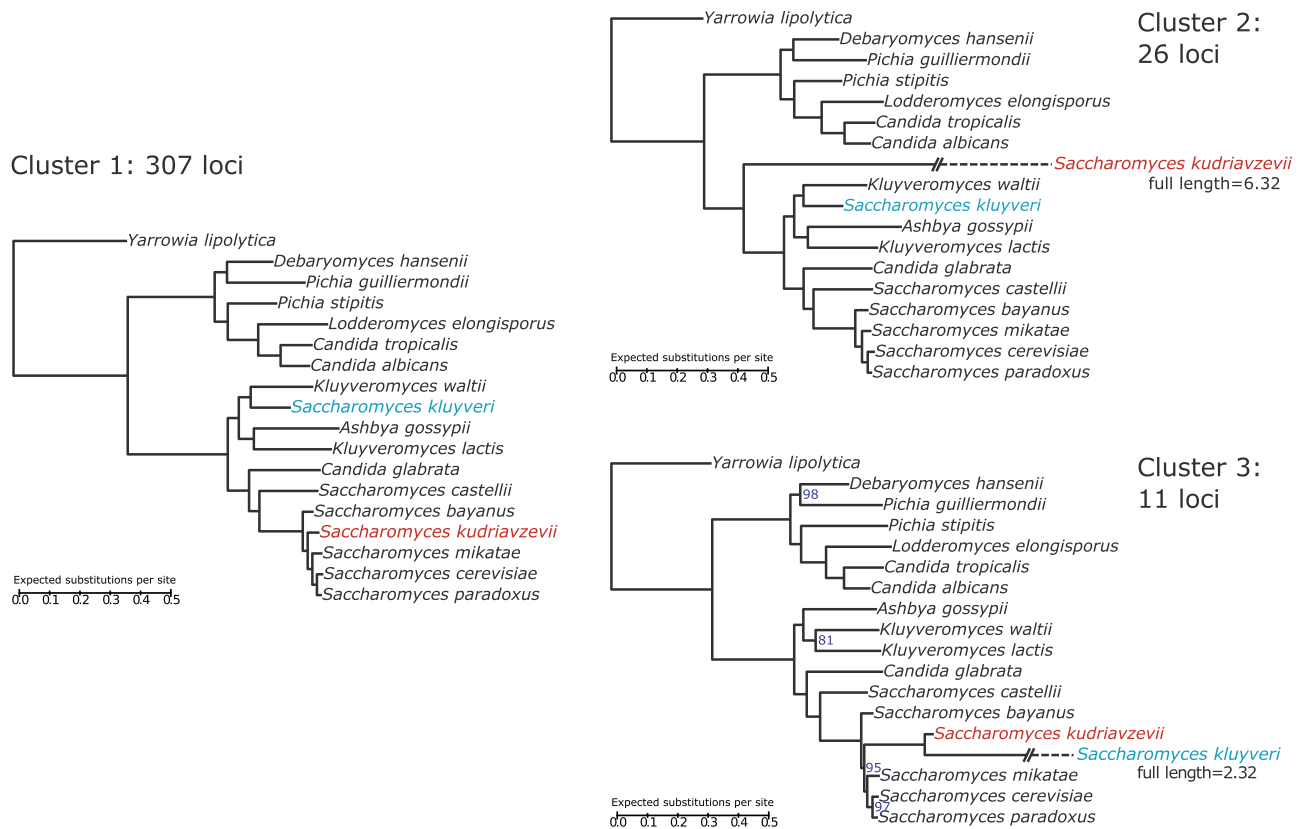 Cluster 1: 307 loci
Yarrowia lipolytica
Debaryomyces hansenii
Pichia guilliermondii
Pichia stipitis
Lodderomyces elongisporus
Candida tropicalis
Candida albicans
Kluyveromyces waltii
Saccharomyces kluyveri
Ashbya gossypii
Kluyveromyces lactis
Candida glabrata
Saccharomyces castellii
Saccharomyces bayanus
Saccharomyces kudriavzevii
Saccharomyces mikatae
Saccharomyces cerevisiae
Saccharomyces paradoxus
Expected substitutions per site
0.0 0.1 0.2 0.3 0.4 0.5
Cluster 2:
26 loci
Yarrowia lipolytica
Debaryomyces hansenii
Pichia guilliermondii
Pichia stipitis
Lodderomyces elongisporus
Candida tropicalis
Candida albicans
Saccharomyces kudriavzevii
full length=6.32
Kluyveromyces waltii
Saccharomyces kluyveri
Ashbya gossypii
Kluyveromyces lactis
Candida glabrata
Saccharomyces castellii
Saccharomyces bayanus
Saccharomyces mikatae
Saccharomyces cerevisiae
Saccharomyces paradoxus
Expected substitutions per site
0.0 0.1 0.2 0.3 0.4 0.5
Cluster 3:
11 loci
Yarrowia lipolytica
Debaryomyces hansenii
98
Pichia guilliermondii
Pichia stipitis
Lodderomyces elongisporus
Candida tropicalis
Candida albicans
Ashbya gossypii
Kluyveromyces waltii
81
Kluyveromyces lactis
Candida glabrata
Saccharomyces castellii
Saccharomyces bayanus
Saccharomyces kudriavzevii
Saccharomyces kluyveri
full length=2.32
95
Saccharomyces mikatae
Saccharomyces cerevisiae
97
Saccharomyces paradoxus
Expected substitutions per site
0.0 0.1 0.2 0.3 0.4 0.5